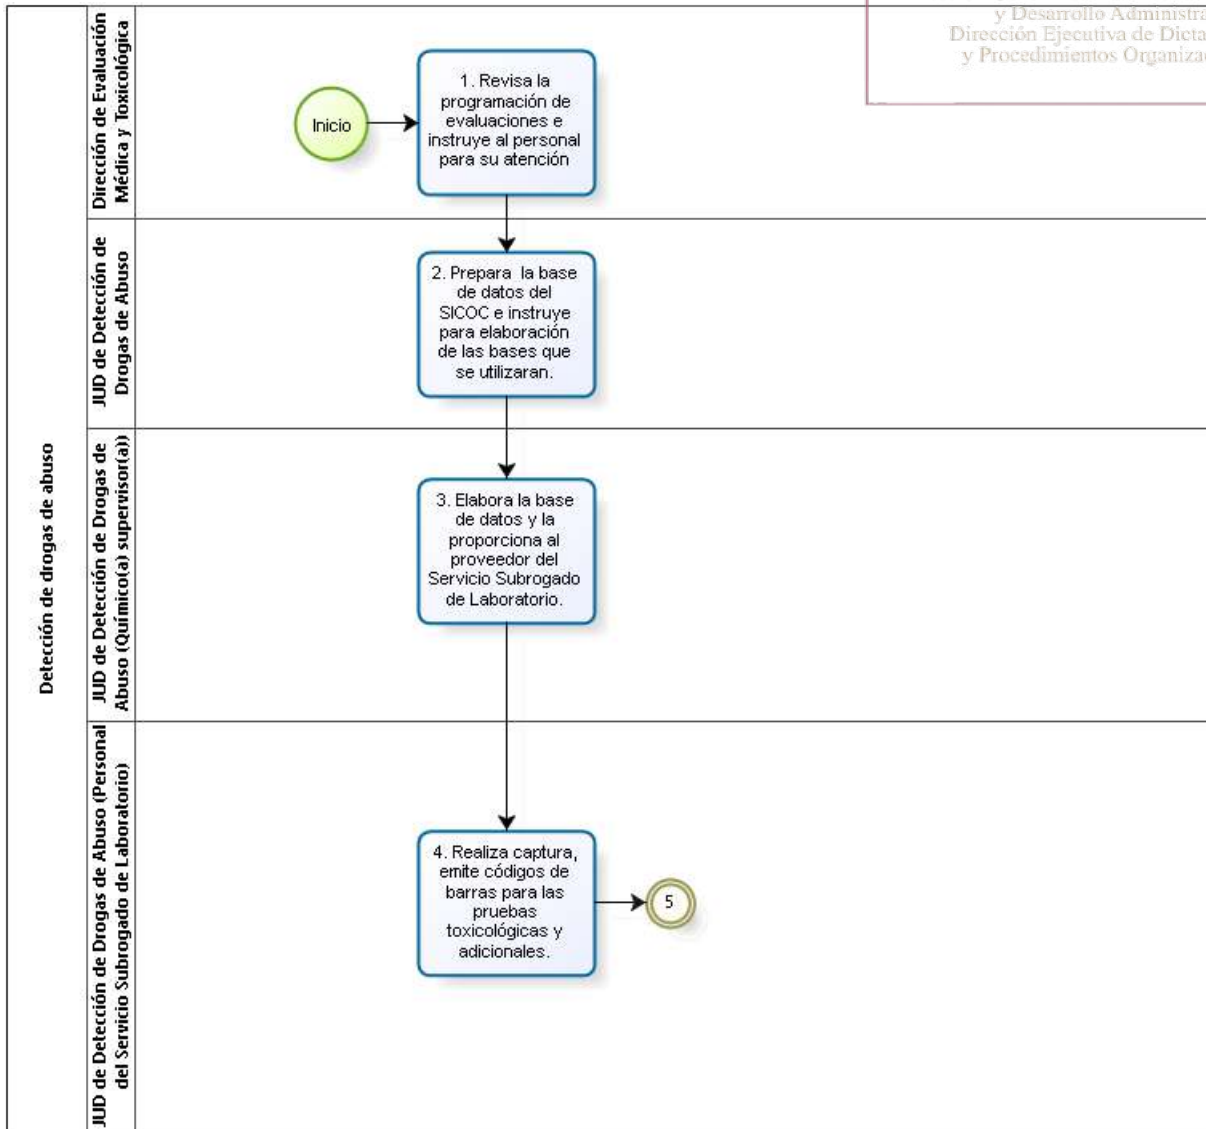 y Desarrollo
Dirección Ejecutiva de
y Procedimientos
Detección de drogas de abuso
Dirección de Evaluación
Médica y Toxicológica
Inicio
1. Revisa la
programación de
evaluaciones e
instruye al personal
para su atención
JUD de Detección de
Drogas de Abuso
2. Prepara la base
de datos del
SICOC e instruye
para elaboración
de las bases que
se utilizaran.
JUD de Detección de Drogas de
Abuso (Químico(a) supervisor(a))
3. Elabora la base
de datos y la
proporciona al
proveedor del
Servicio Subrogado
de Laboratorio.
JUD de Detección de Drogas de Abuso (Personal
del Servicio Subrogado de Laboratorio)
4. Realiza captura,
emite códigos de
barras para las
pruebas
toxicológicas y
adicionales.
5